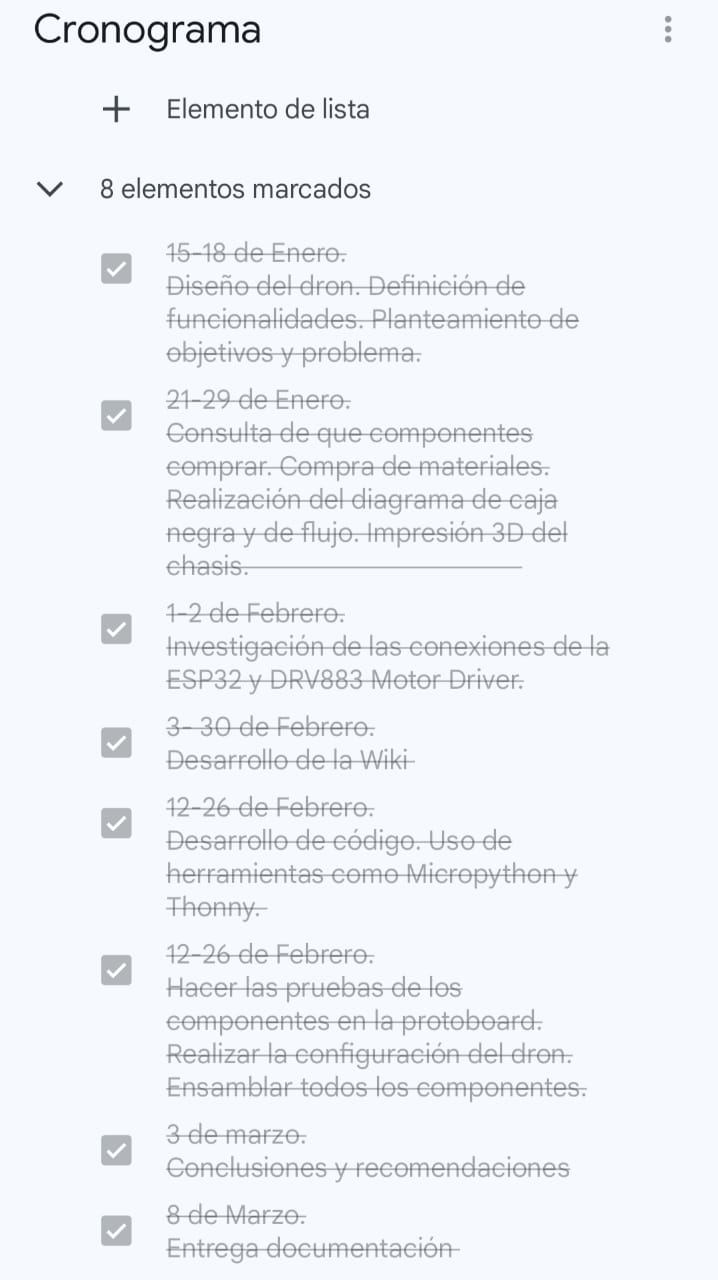 Cronograma
Elemento de lista
8 elementos marcados
15-18 de Enero.
Diseño del dron. Definición de
funcionalidades. Planteamiento de
objetivos y problema.
21-29 de Enero.
Consulta de que componentes
comprar. Compra de materiales.
Realización del diagrama de caja
negra y de flujo. Impresión 3D del
chasis.
1-2 de Febrero.
Investigación de las conexiones de la
ESP32 y DRV883 Motor Driver.
3- 30 de Febrero.
Desarrollo de la Wiki
12-26 de Febrero.
Desarrollo de código. Uso de
herramientas como Micropython y
Thonny.
12-26 de Febrero.
Hacer las pruebas de los
componentes en la protoboard.
Realizar la configuración del dron.
Ensamblar todos los componentes.
3 de marzo.
Conclusiones y recomendaciones
8 de Marzo.
Entrega documentación